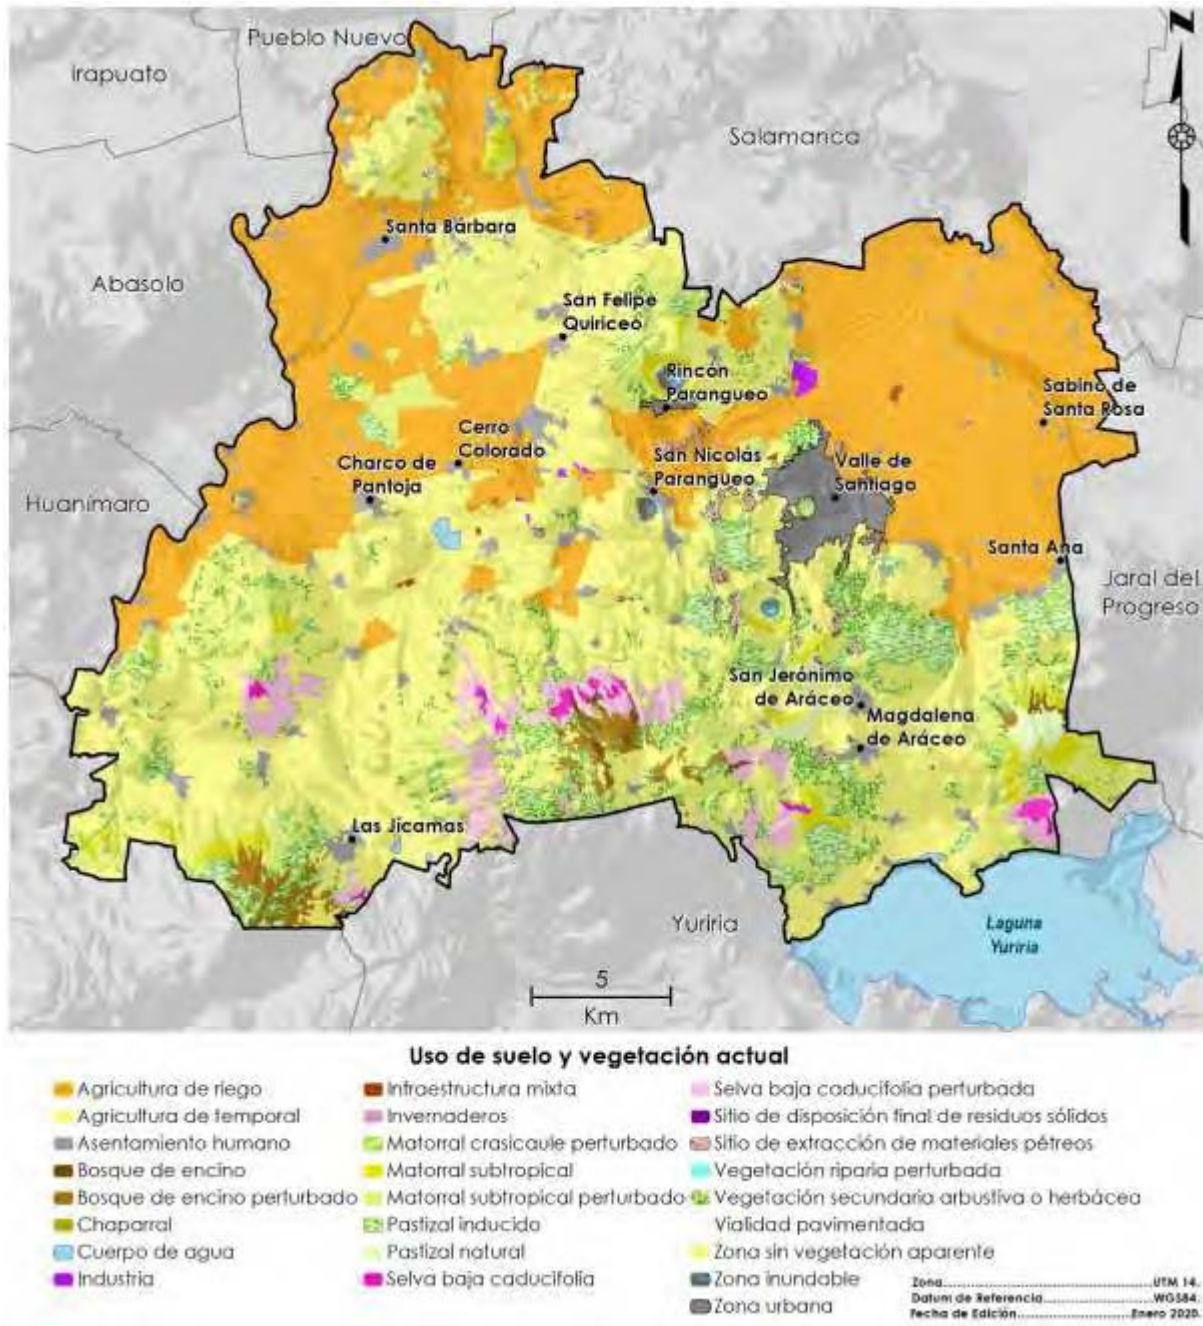 Pueblo Nuevo
Irapuato
Salamanca
Santa Bárbara
Abasolo
San Felipe
Quiriceo
Rincón
Parangueo
Sabino de
Santa Rosa
Cerro
Colorado
Charco de
Pantoja
San Nicolás
Parangueo
Valle de
Santiago
Huanímaro
Santa Ana
Jaral del
Progreso
San Jerónimo
de Aráceo
Magdalena
de Aráceo
Las Jicamas
Yuriria
Laguna
Yuriria
5
Km
Uso de suelo y vegetación actual
Agricultura de riego
Agricultura de temporal
Asentamiento humano
Bosque de encino
Bosque de encino perturbado
Chaparral
Cuerpo de agua
Industria
Infraestructura mixta
Invernaderos
Matorral crasicaule perturbado
Matorral subtropical
Matorral subtropical perturbado
Pastizal inducido
Pastizal natural
Selva baja caducifolia
Selva baja caducifolia perturbada
Sitio de disposición final de residuos sólidos
Sitio de extracción de materiales pétreos
Vegetación riparia perturbada
Vegetación secundaria arbustiva o herbácea
Vialidad pavimentada
Zona sin vegetación aparente
Zona inundable
Zona urbana
Zona...UTM 14.
Datum de Referencia...WGS84.
Fecha de Edición...Enero 2020.
Z